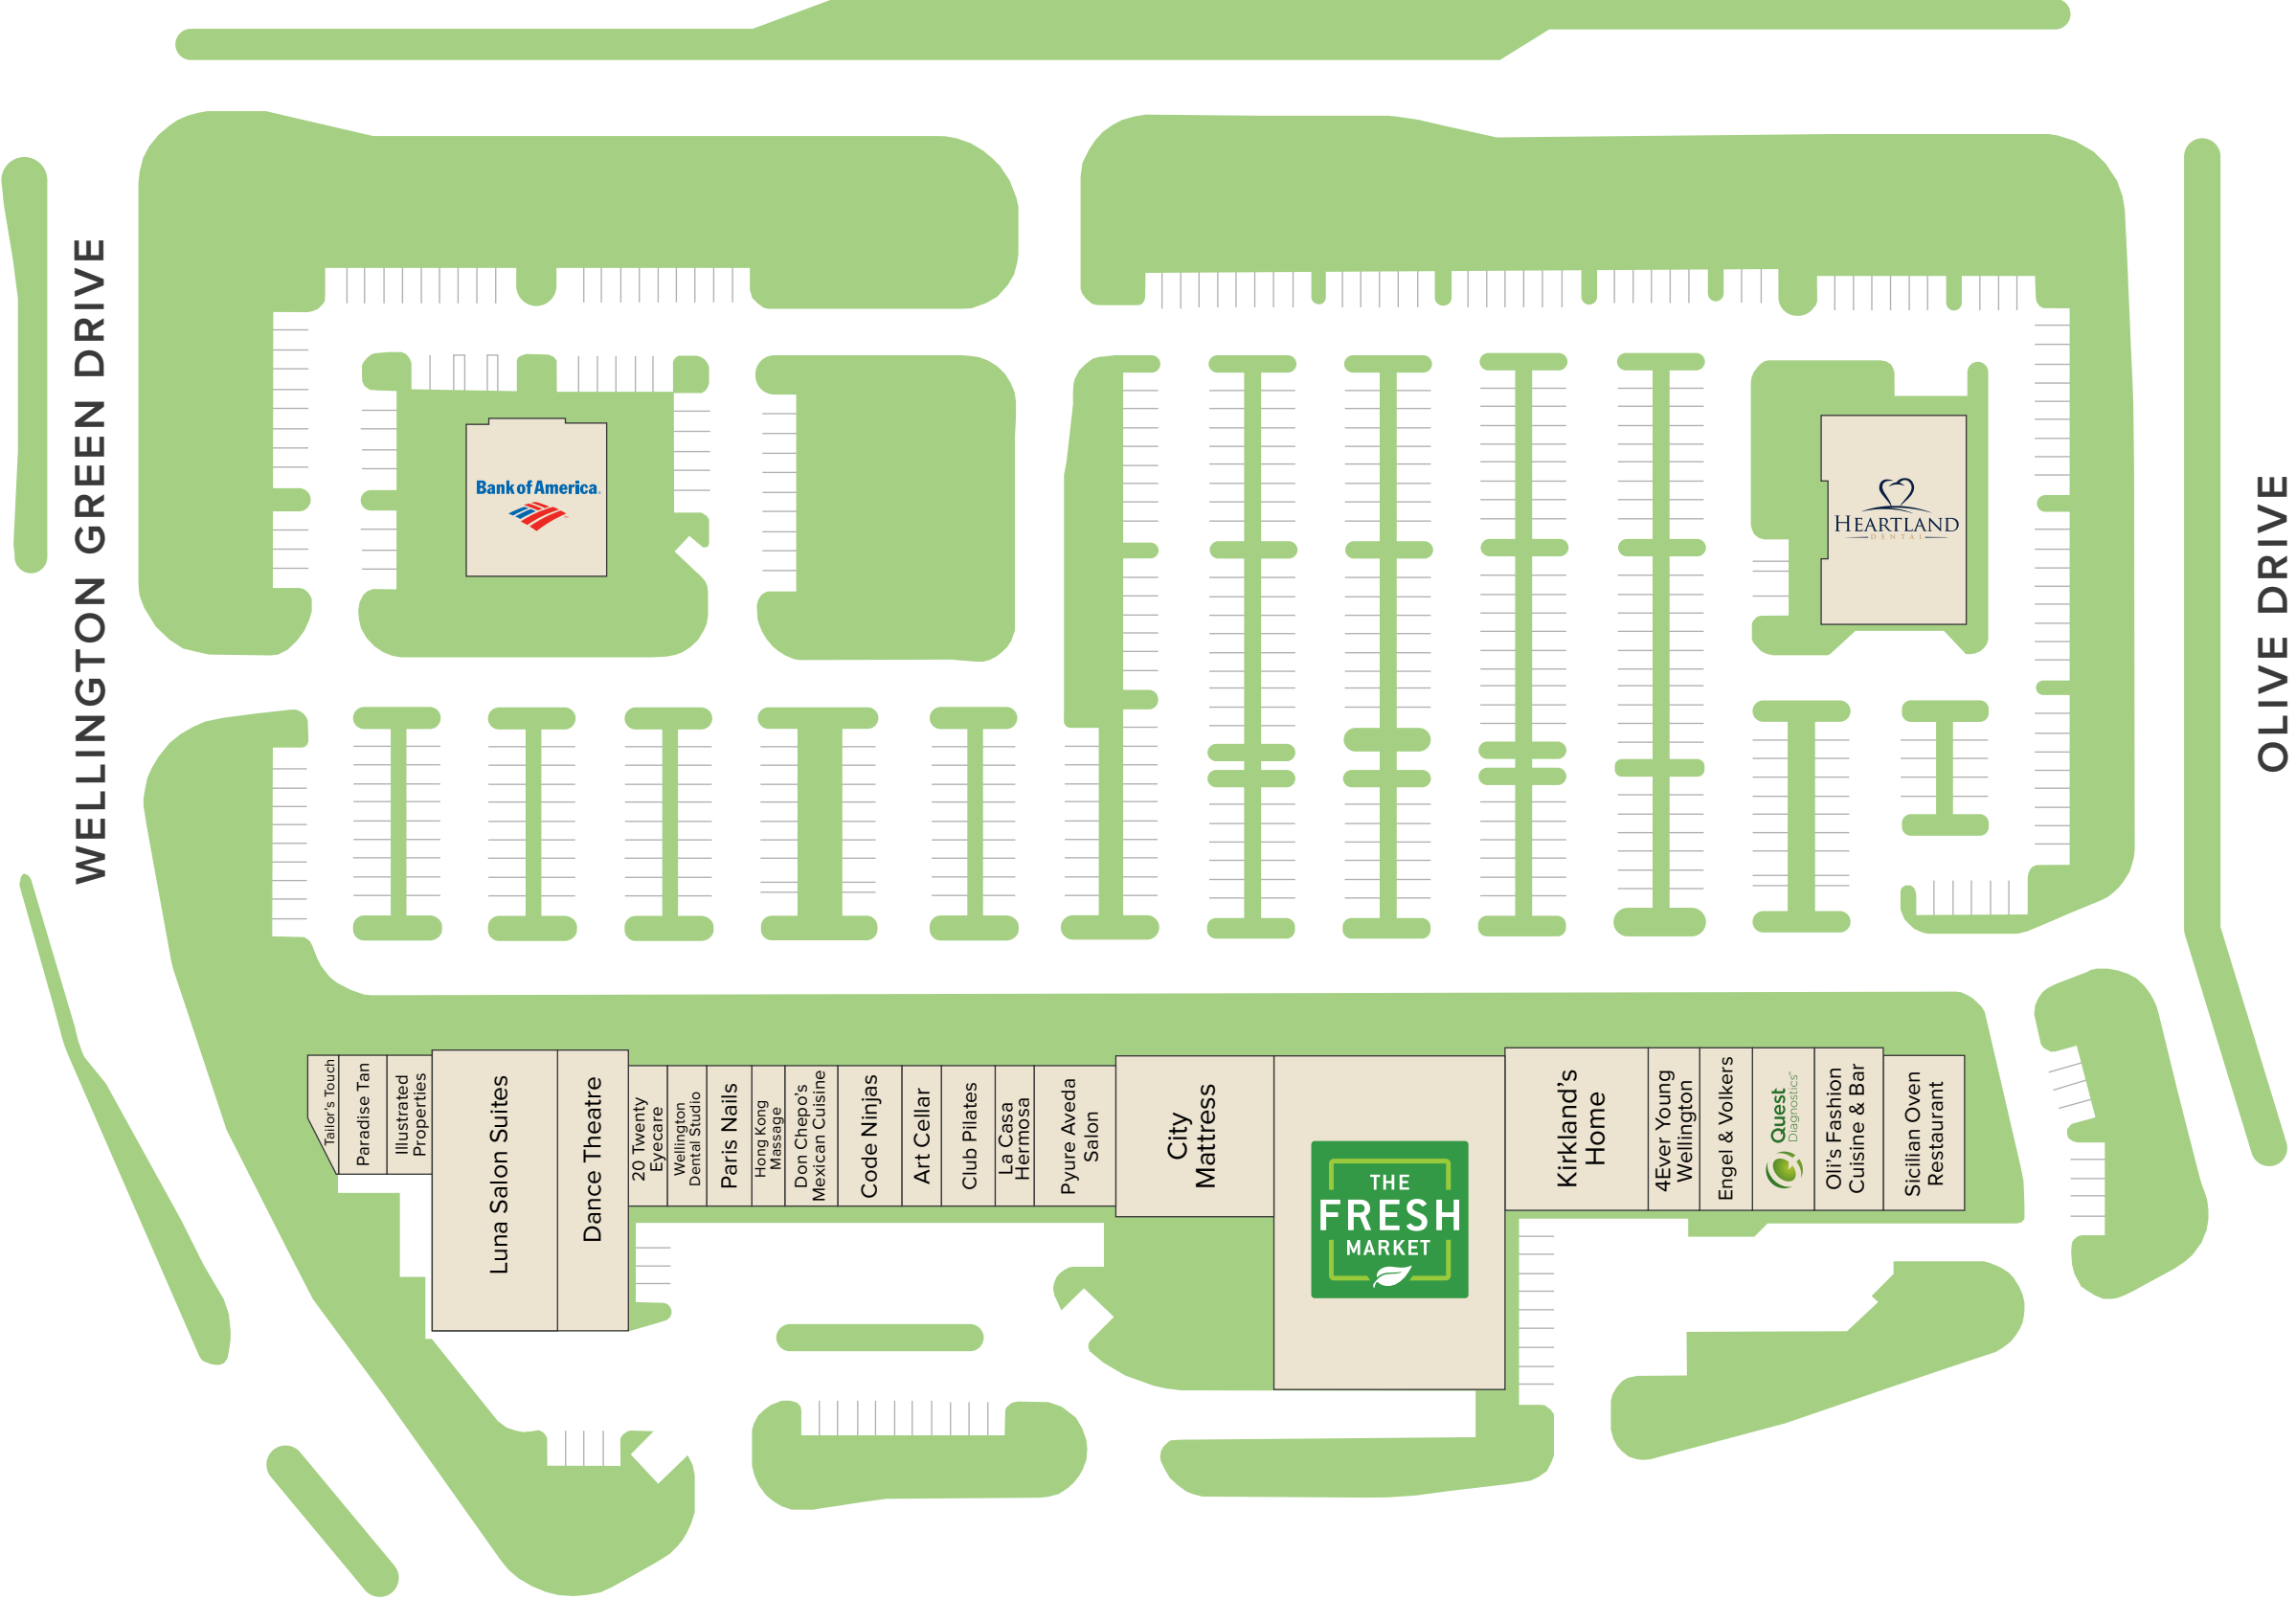 WELLINGTON GREEN DRIVE
Bank of America
HEARTLAND
DENTAL
OLIVE DRIVE
Tailor's Touch
Paradise Tan
Illustrated
Properties
Luna Salon Suites
Dance Theatre
20 Twenty
Eyecare
Wellington
Dental Studio
Paris Nails
Hong Kong
Massage
Don Chepo's
Mexican Cuisine
Code Ninjas
Art Cellar
Club Pilates
La Casa
Hermosa
Pyure Aveda
Salon
City
Mattress
THE
FRESH
MARKET
Kirkland's
Home
4Ever Young
Wellington
Engel & Volkers
Quest
Diagnostics™
Oli's Fashion
Cuisine & Bar
Sicilian Oven
Restaurant